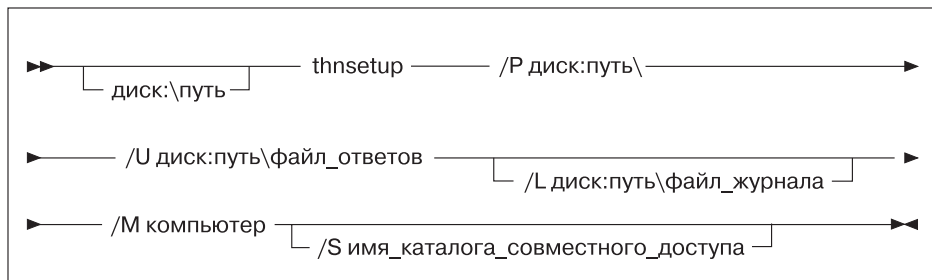 thnsetup /P диск:путь\
диск:\путь
/U диск:путь\файл_ответов
/L диск:путь\файл_журнала
/M компьютер
/S имя_каталога_совместного_доступа